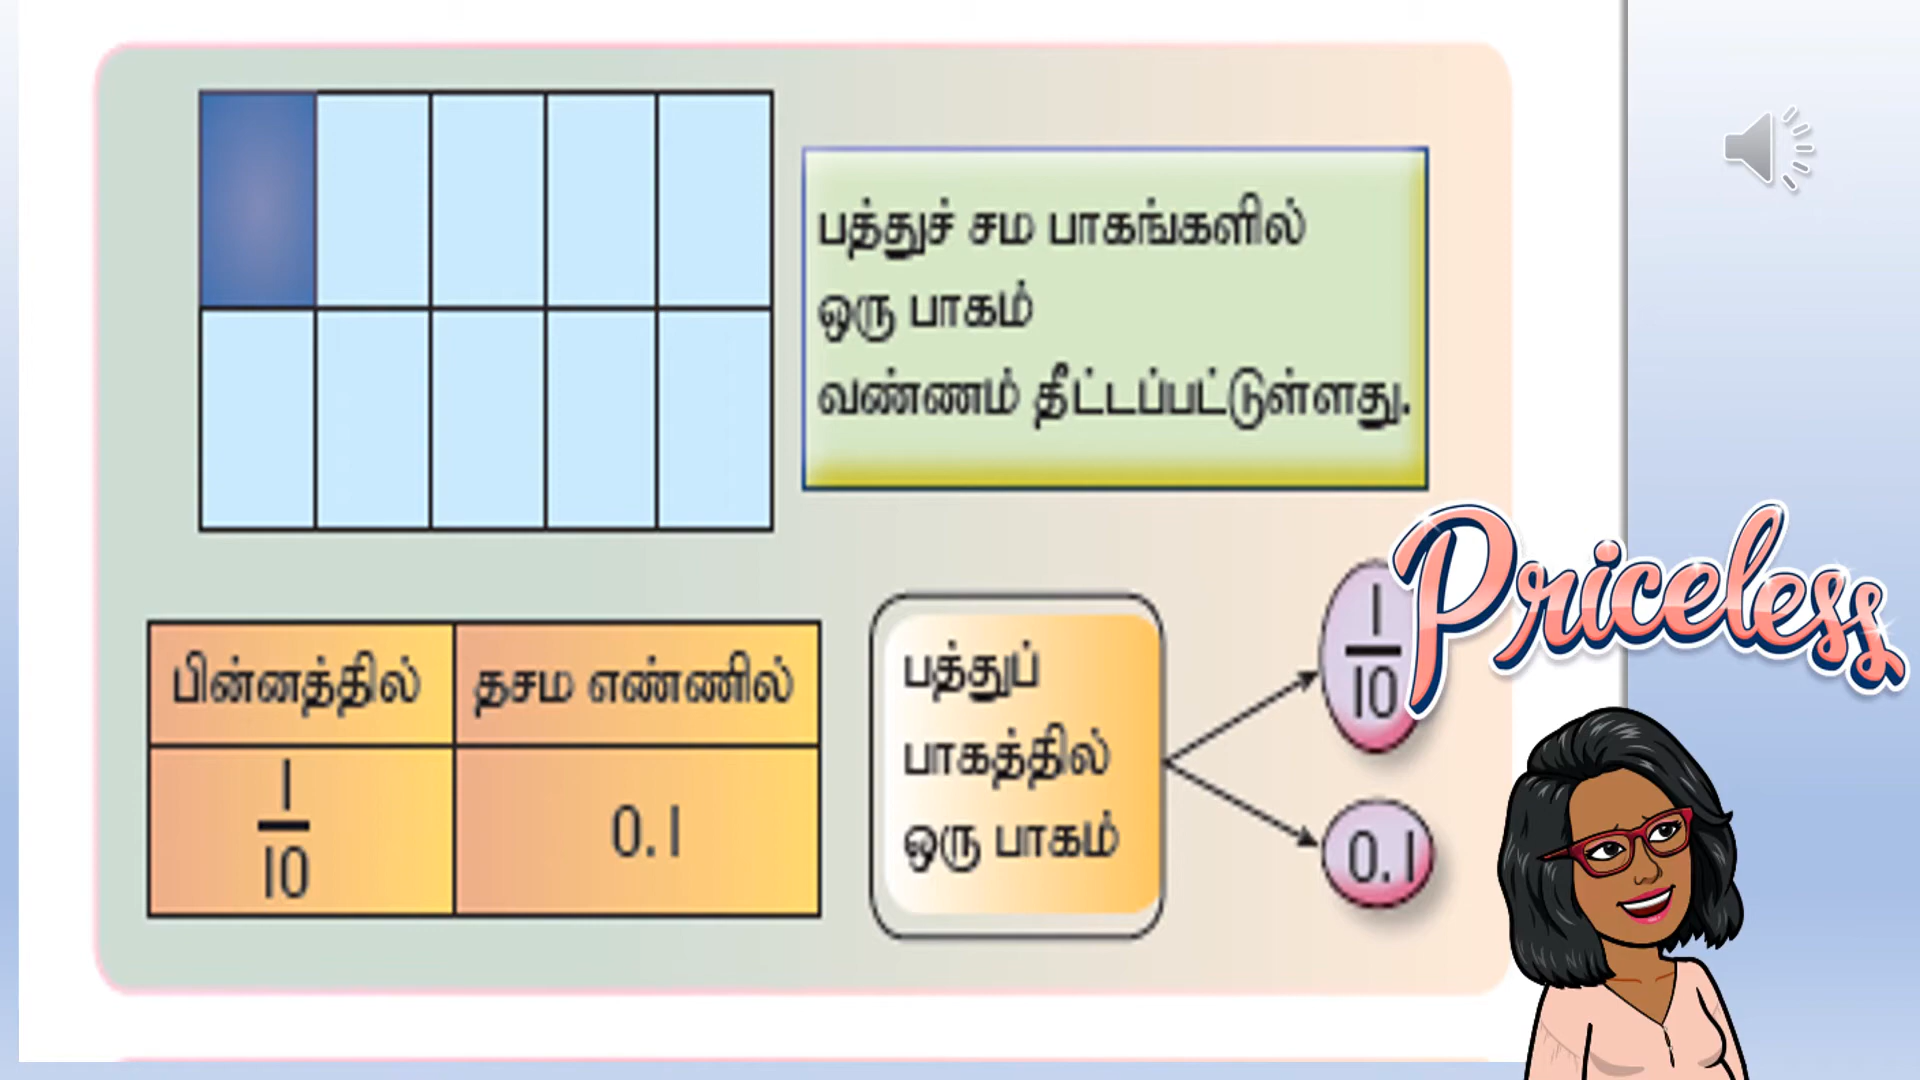 பத்துச் சம பாகங்களில்
ஒரு பாகம்
வண்ணம் தீட்டப்பட்டுள்ளது.
பின்னத்தில் தசம எண்ணில்
1
10
0.1
பத்துப்
பாகத்தில்
ஒரு பாகம்
1
10
0.1
Priceless